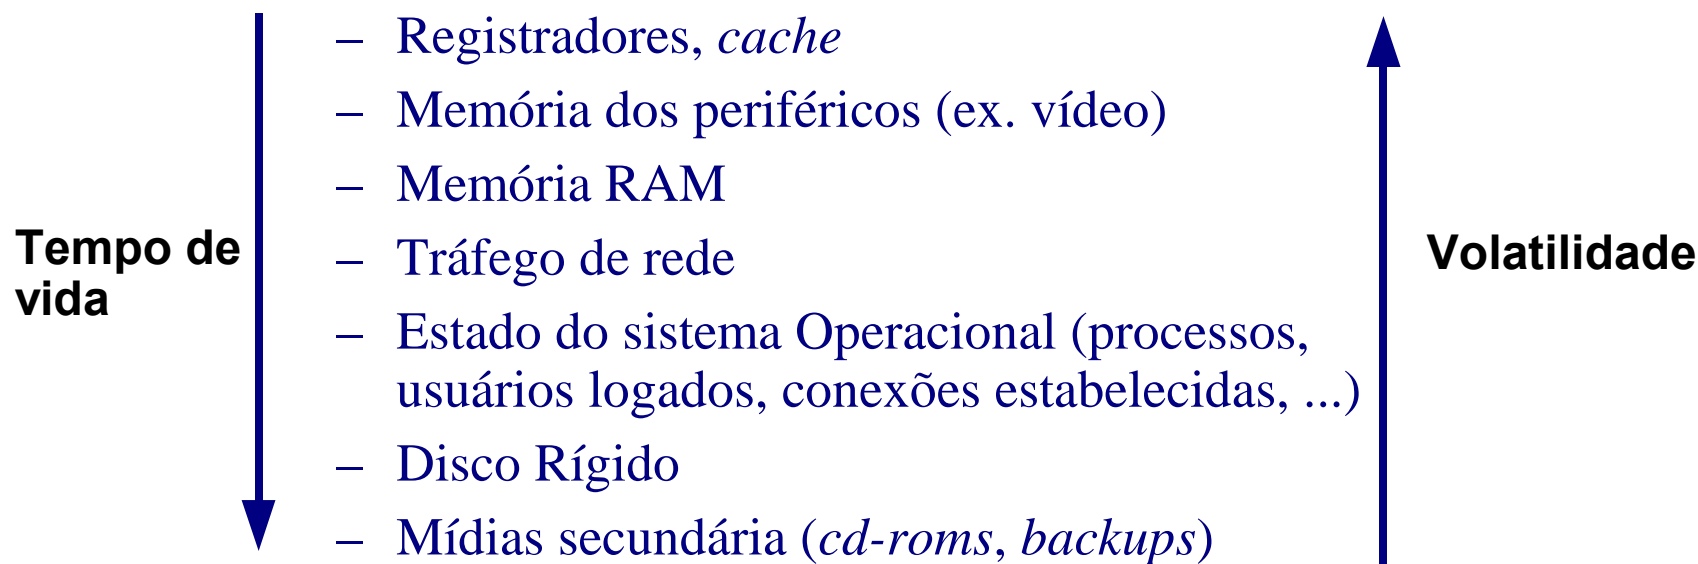 – Registradores, cache
– Memória dos periféricos (ex. vídeo)
– Memória RAM
Tempo de
vida
– Tráfego de rede
Volatilidade
– Estado do sistema Operacional (processos,
usuários logados, conexões estabelecidas, ...)
– Disco Rígido
– Mídias secundária (cd-roms, backups)